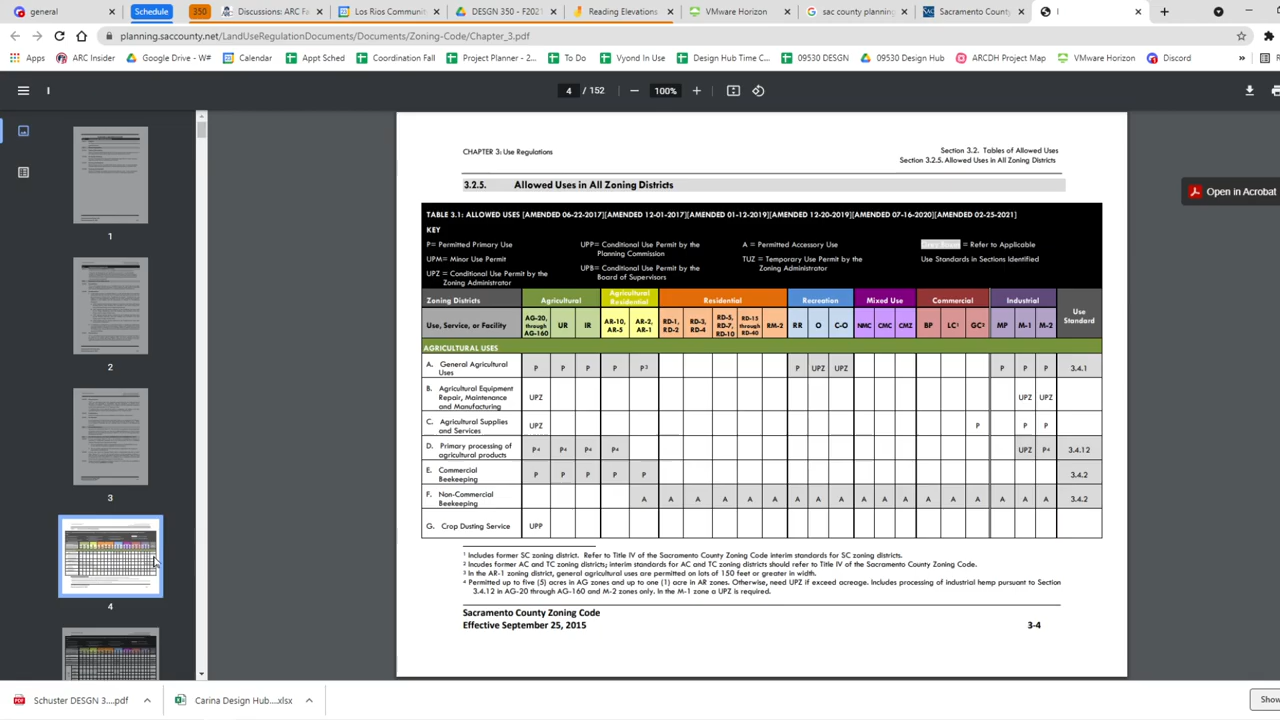 general
Schedule
350
Discussions: ARC Fa
Los Rios Communit
DESGN 350 - F2021
Reading Elevations
VMware Horizon
sac county planning
Sacramento County
I
planning.saccounty.net/LandUseRegulationDocuments/Documents/Zoning-Code/Chapter_3.pdf
Apps
ARC Insider
Google Drive - W#
Calendar
Appt Sched
Coordination Fall
Project Planner - 2...
To Do
Vyond In Use
Design Hub Time C...
09530 DESGN
09530 Design Hub
ARCDH Project Map
VMware Horizon
Discord
»
I
4 / 152
100%
Open in Acrobat
1
2
3
4
CHAPTER 3: Use Regulations
Section 3.2. Tables of Allowed Uses
Section 3.2.5. Allowed Uses in All Zoning Districts
3.2.5. Allowed Uses in All Zoning Districts
TABLE 3.1: ALLOWED USES [AMENDED 06-22-2017][AMENDED 12-01-2017][AMENDED 01-12-2019][AMENDED 12-20-2019][AMENDED 07-16-2020][AMENDED 02-25-2021]
KEY
P= Permitted Primary Use
UPM= Minor Use Permit
UPZ = Conditional Use Permit by the
Zoning Administrator
UPP= Conditional Use Permit by the
Planning Commission
UPB= Conditional Use Permit by the
Board of Supervisors
A = Permitted Accessory Use
TUZ = Temporary Use Permit by the
Zoning Administrator
= Refer to Applicable
Use Standards in Sections Identified
Zoning Districts Agricultural Agricultural Residential Residential Recreation Mixed Use Commercial Industrial Use Standard
Use, Service, or Facility AG-20, through AG-160 UR IR AR-10, AR-5 AR-2, AR-1 RD-1, RD-2 RD-3, RD-4 RD-5, RD-7, RD-10 RD-15 through RD-40 RM-2 RR O C-O NMC CMC CMZ BP LC¹ GC² MP M-1 M-2
AGRICULTURAL USES
A. General Agricultural Uses P P P P P³ P UPZ UPZ P P P 3.4.1
B. Agricultural Equipment Repair, Maintenance and Manufacturing UPZ UPZ UPZ
C. Agricultural Supplies and Services UPZ P P P
D. Primary processing of agricultural products P⁴ P⁴ P⁴ P⁴ UPZ P⁴ 3.4.12
E. Commercial Beekeeping P P P P P 3.4.2
F. Non-Commercial Beekeeping A A A A A A A A A A A A A A A A A A 3.4.2
G. Crop Dusting Service UPP
¹ Includes former SC zoning district. Refer to Title IV of the Sacramento County Zoning Code interim standards for SC zoning districts.
² Incudes former AC and TC zoning districts; interim standards for AC and TC zoning districts should refer to Title IV of the Sacramento County Zoning Code.
³ In the AR-1 zoning district, general agricultural uses are permitted on lots of 150 feet or greater in width.
⁴ Permitted up to five (5) acres in AG zones and up to one (1) acre in AR zones. Otherwise, need UPZ if exceed acreage. Includes processing of industrial hemp pursuant to Section
3.4.12 in AG-20 through AG-160 and M-2 zones only. In the M-1 zone a UPZ is required.
Sacramento County Zoning Code
Effective September 25, 2015
3-4
Schuster DESGN 3....pdf
Carina Design Hub....xlsx
Show